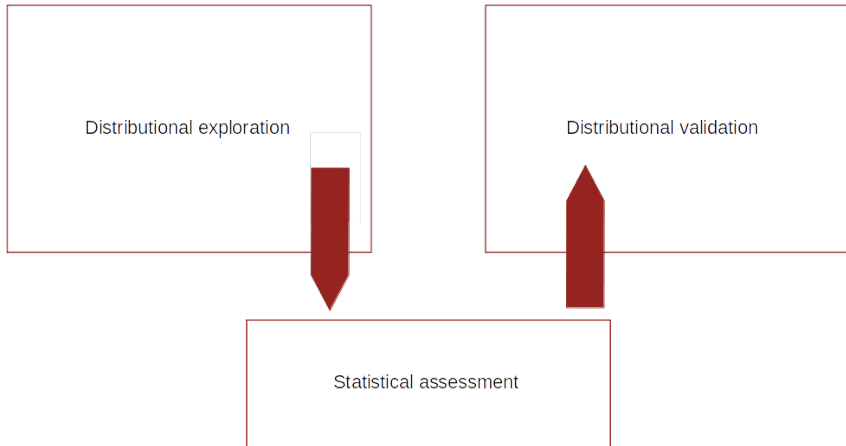 Distributional exploration
Distributional validation
Statistical assessment